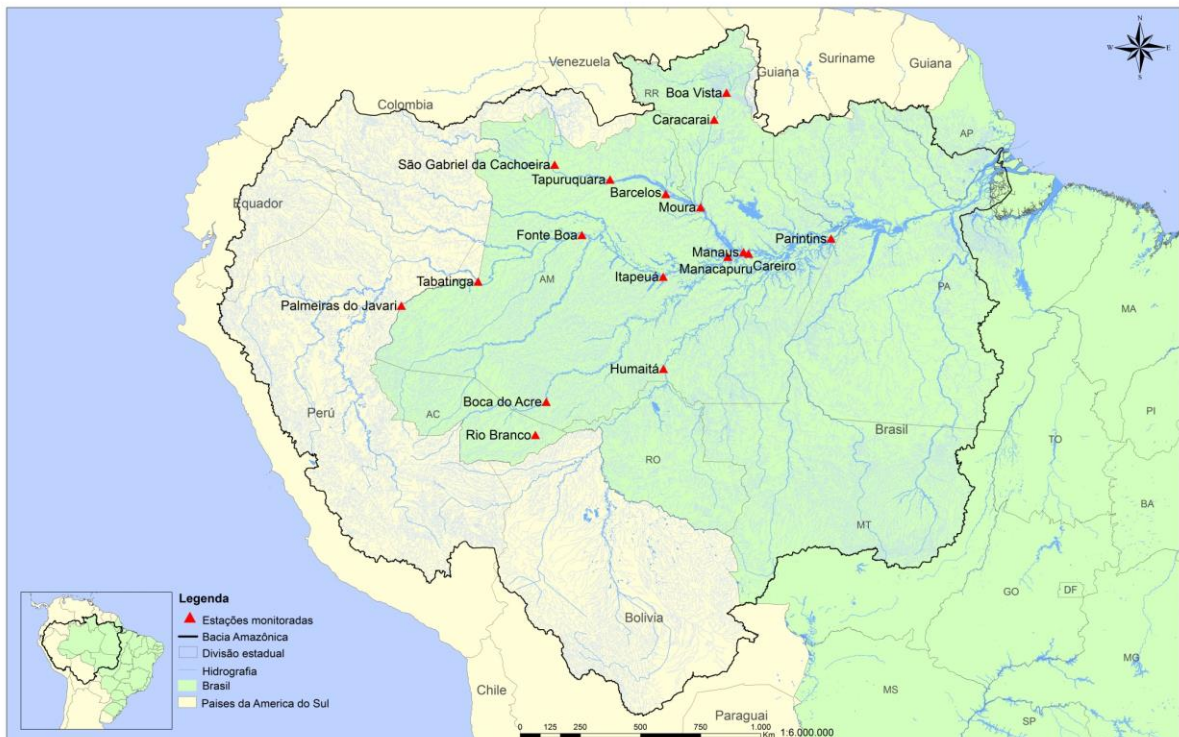 N
W
E
S
Venezuela
Suriname
Guiana
Guiana
Colombia
RR
Boa Vista
Caracarai
AP
São Gabriel da Cachoeira
Tapuruquara
Barcelos
Moura
Equador
Fonte Boa
Parintins
Manaus
Manacapuru
Careiro
Itapeuá
Tabatinga
AM
PA
Palmeiras do Javari
MA
Humaitá
Perú
AC
Boca do Acre
Rio Branco
RO
Brasil
PI
TO
BA
MT
GO
DF
Bolivia
MG
MS
SP
Chile
Paraguai
Legenda
Estações monitoradas
Bacia Amazônica
Divisão estadual
Hidrografia
Brasil
Paises da America do Sul
0 125 250 500 750 1.000
Km
1:6.000.000